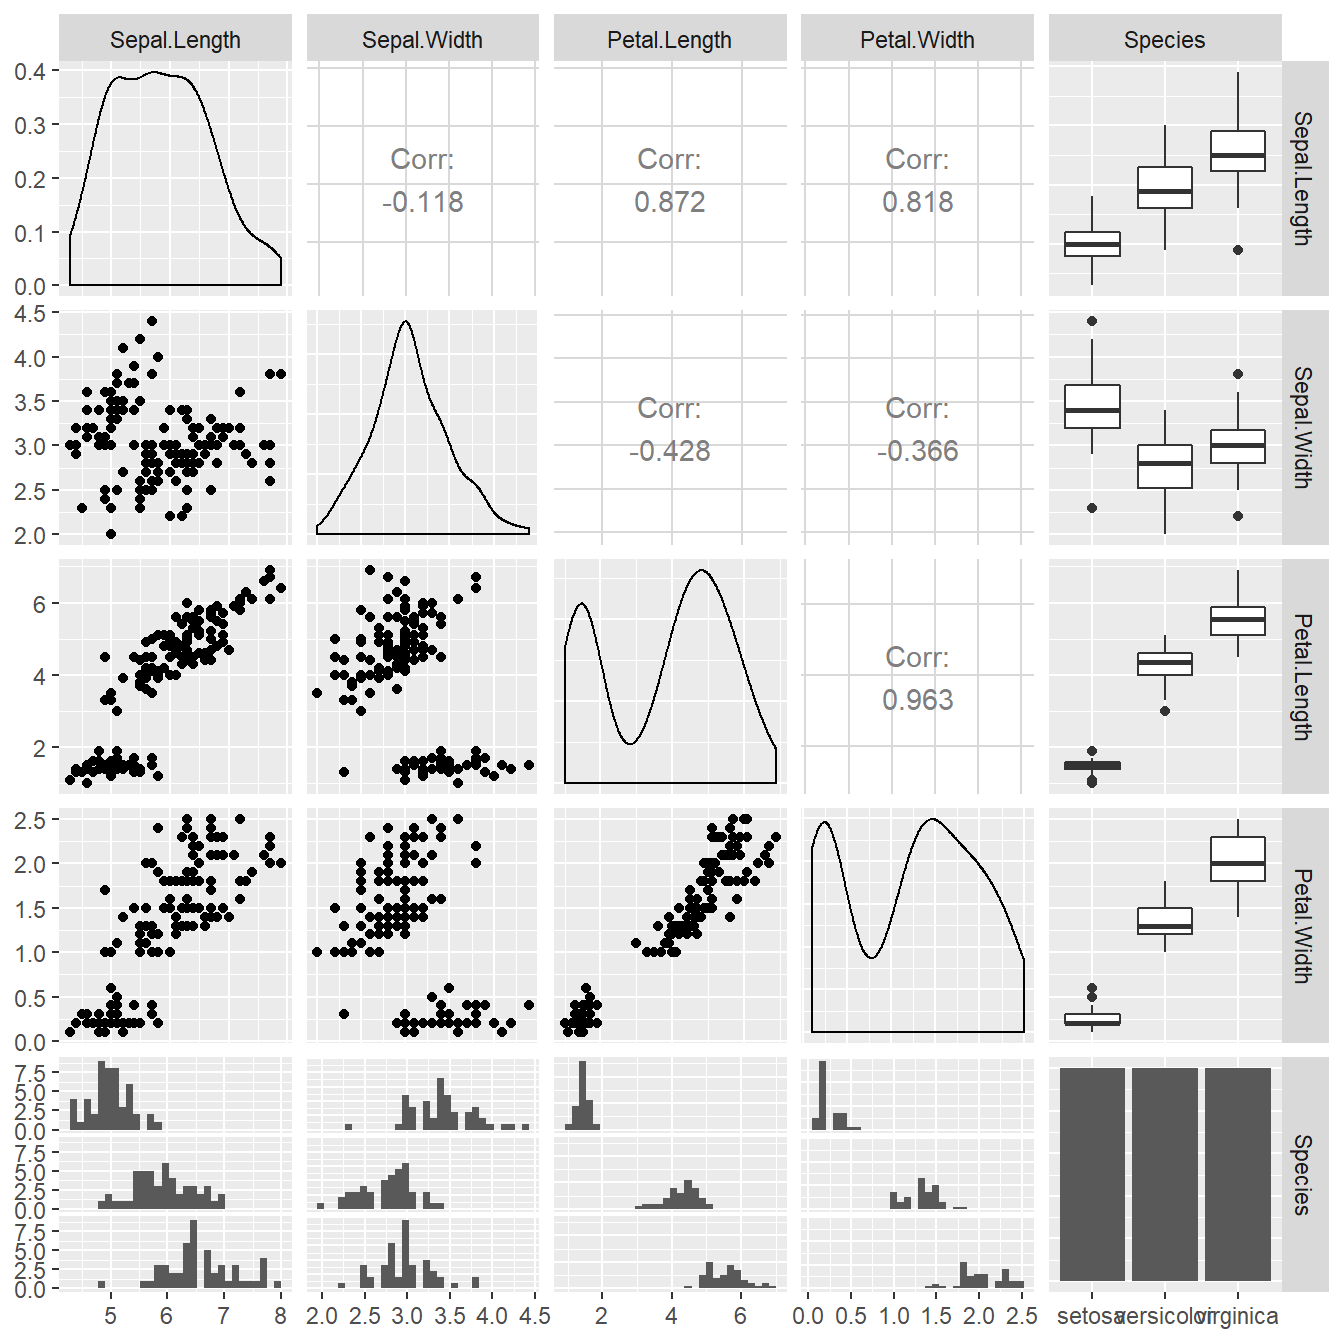 Sepal.Length Sepal.Width Petal.Length Petal.Width Species
0.4
0.3
0.2
0.1
0.0
Corr:
-0.118
Corr:
0.872
Corr:
0.818
Sepal.Length
4.5
4.0
3.5
3.0
2.5
2.0
Corr:
-0.428
Corr:
-0.366
Sepal.Width
6
4
2
Corr:
0.963
Petal.Length
2.5
2.0
1.5
1.0
0.5
0.0
Petal.Width
7.5
5.0
2.5
0.0
7.5
5.0
2.5
0.0
7.5
5.0
2.5
0.0
Species
5 6 7 8 2.0 2.5 3.0 3.5 4.0 4.5 2 4 6 0.0 0.5 1.0 1.5 2.0 2.5 setosa versicolor virginica